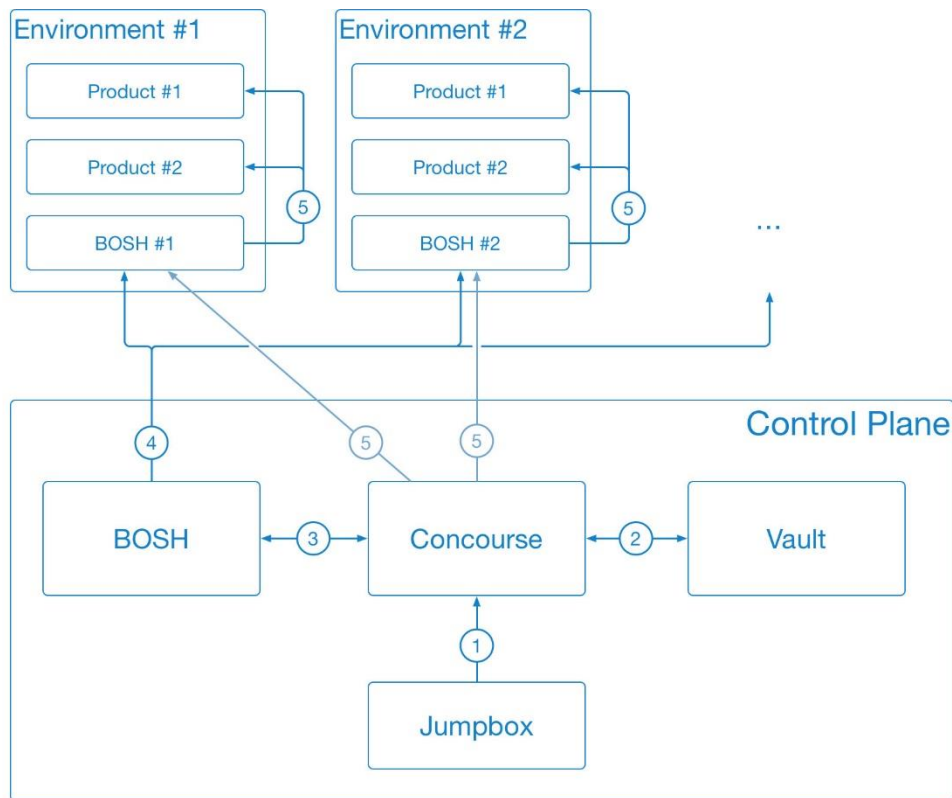 Environment #1
Environment #2
Product #1
Product #1
Product #2
Product #2
5
5
BOSH #1
BOSH #2
...
Control Plane
4
5
5
BOSH
3
Concourse
2
Vault
1
Jumpbox